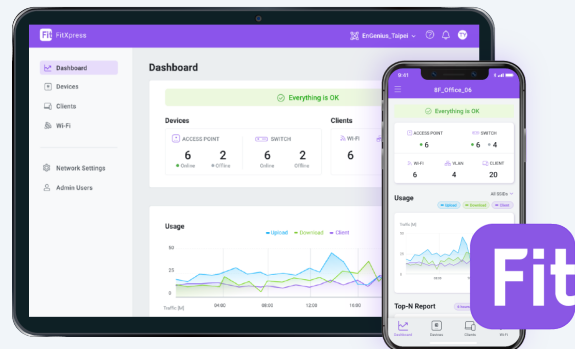 Fit FitXpress
EnGenius_Taipei
Dashboard
Devices
Clients
Wi-Fi
Network Settings
Admin Users
Dashboard
Everything is OK
Devices
Clients
ACCESS POINT
SWITCH
WI-FI
6 2 6 2 6
Online Offline Online Offline
Usage
Upload Download Client
50
25
0
Traffic (M) 04:00 08:00 12:00 16:00
9:41
BF_Office_06
Everything is OK
ACCESS POINT SWITCH
6 6 4
WI-FI VLAN CLIENT
6 4 20
All SSIDs
Usage
Upload Download Client
Traffic (M)
Top-N Report
Dashboard Devices Clients Wi-Fi
Fit